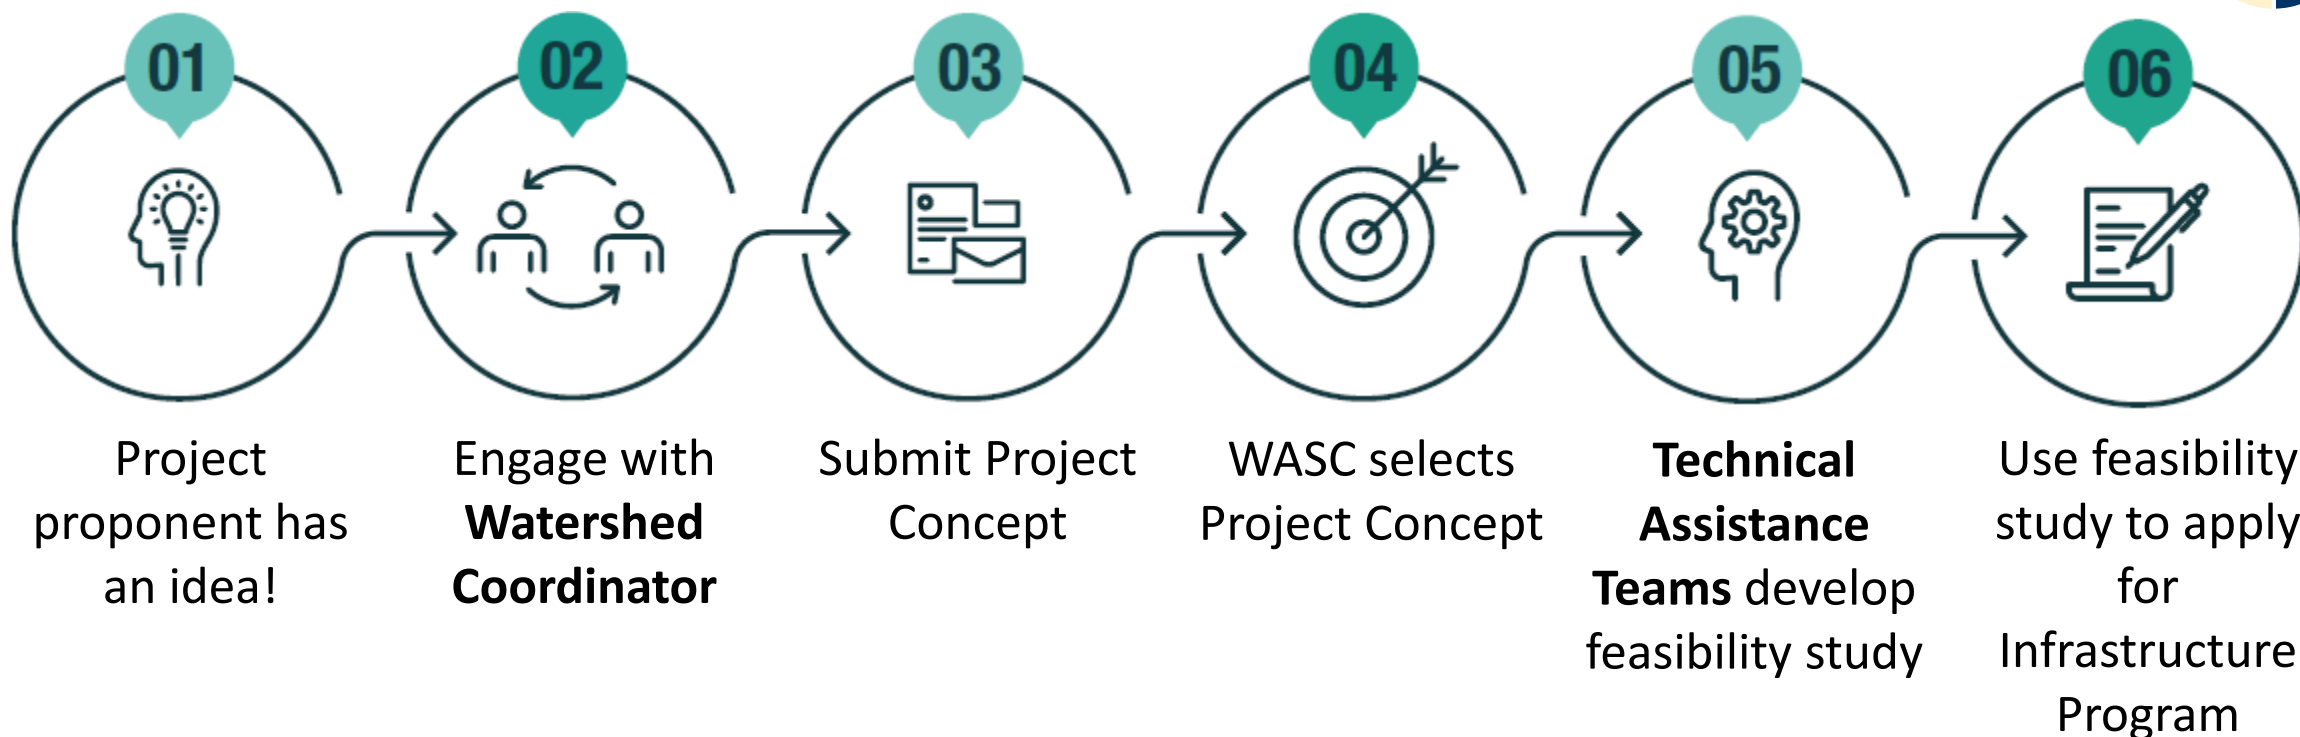 01
02
03
04
05
06
Project
proponent has
an idea!
Engage with
Watershed
Coordinator
Submit Project
Concept
WASC selects
Project Concept
Technical
Assistance
Teams develop
feasibility study
Use feasibility
study to apply
for
Infrastructure
Program